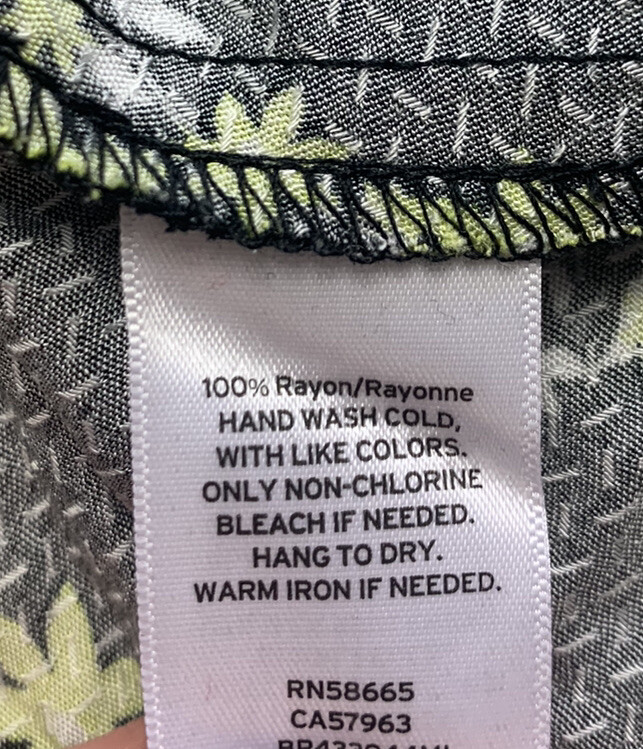 100% Rayon/Rayonne
HAND WASH COLD,
WITH LIKE COLORS.
ONLY NON-CHLORINE
BLEACH IF NEEDED.
HANG TO DRY.
WARM IRON IF NEEDED.
RN58665
CA57963